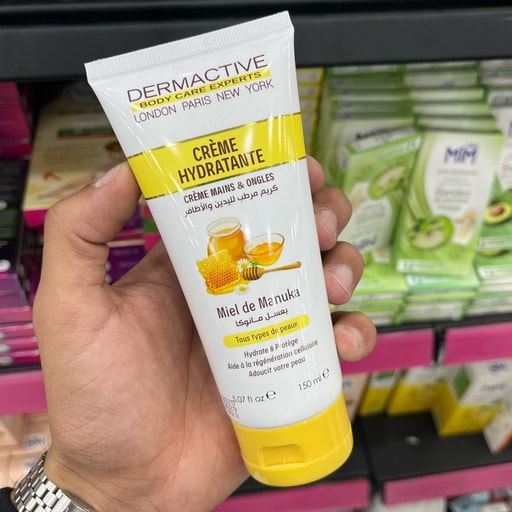 DERMACTIVE
BODY CARE EXPERTS
LONDON PARIS NEW YORK
CRÈME
HYDRATANTE
CRÈME MAINS & ONGLES
كريم مرطب لليدين والأظافر
Miel de Manuka
بعسل مانوكا
Tous types de peaux
Hydrate & Protège
Aide à la régénération cellulaire
Adoucit votre peau
5.07 fl oz ℮ 150 ml ℮
MIM